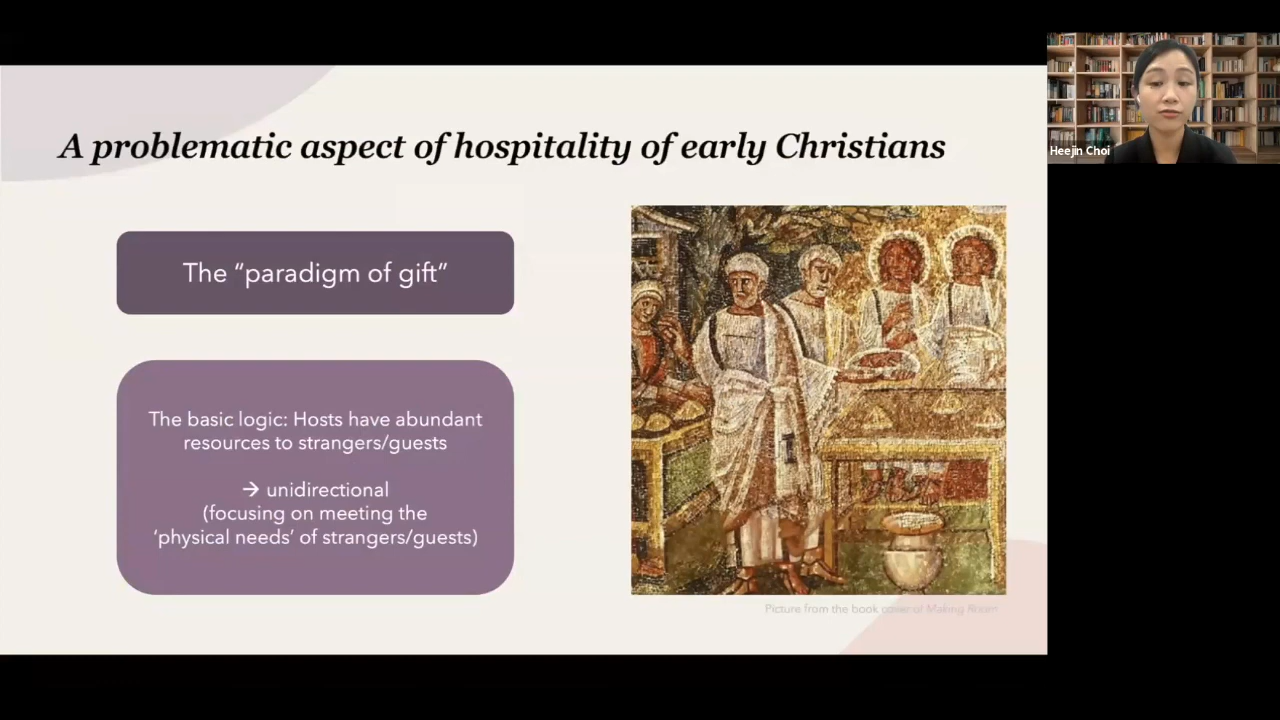 A problematic aspect of hospitality of early Christians
The “paradigm of gift”
The basic logic: Hosts have abundant
resources to strangers/guests
→ unidirectional
(focusing on meeting the
‘physical needs’ of strangers/guests)
Picture from the book cover of Making Room
Heejin Choi